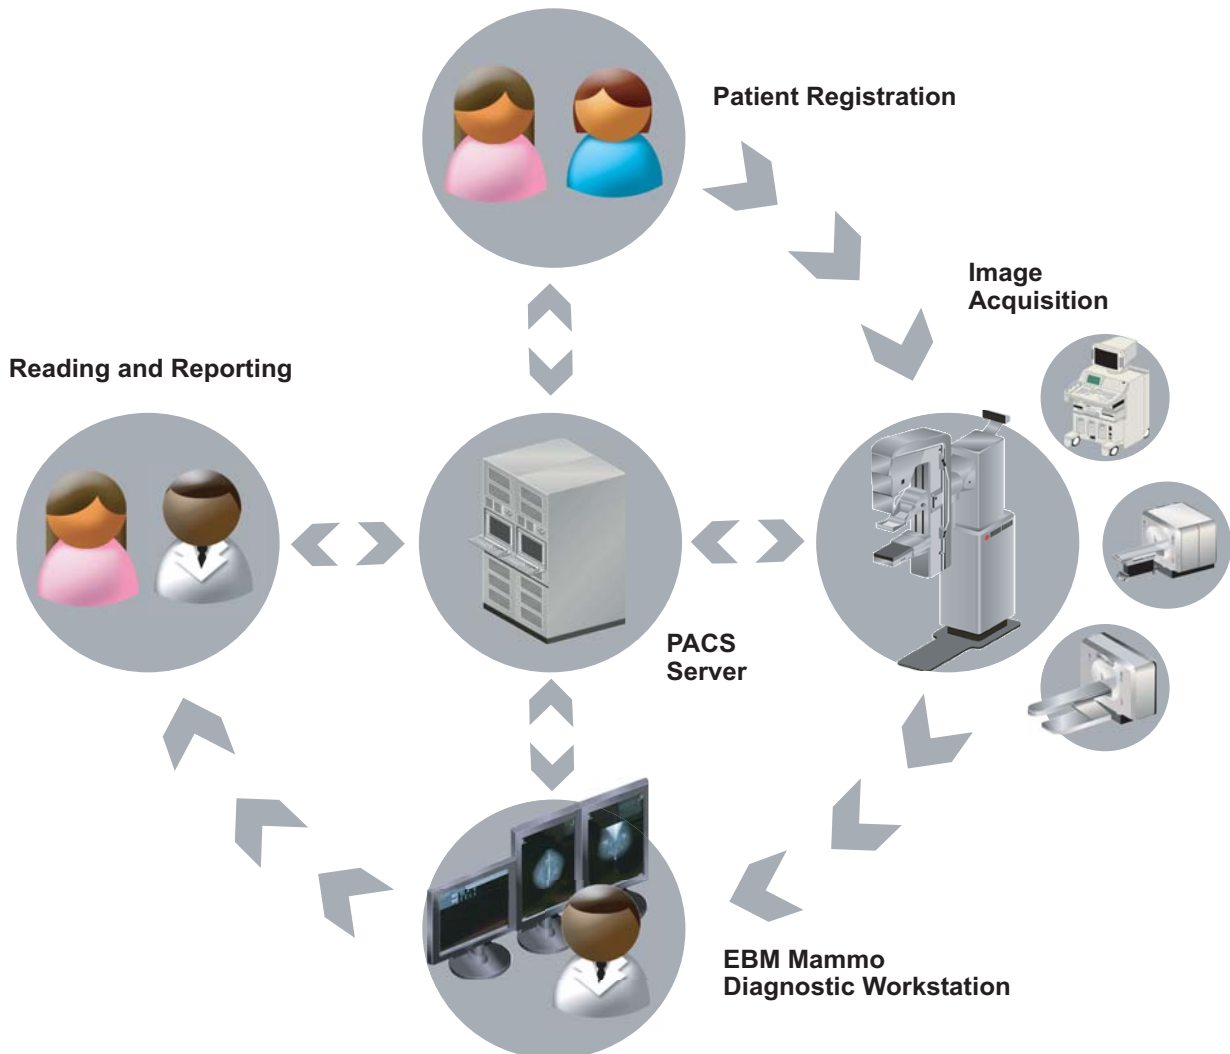 Patient Registration
Image
Acquisition
Reading and Reporting
PACS
Server
EBM Mammo
Diagnostic Workstation